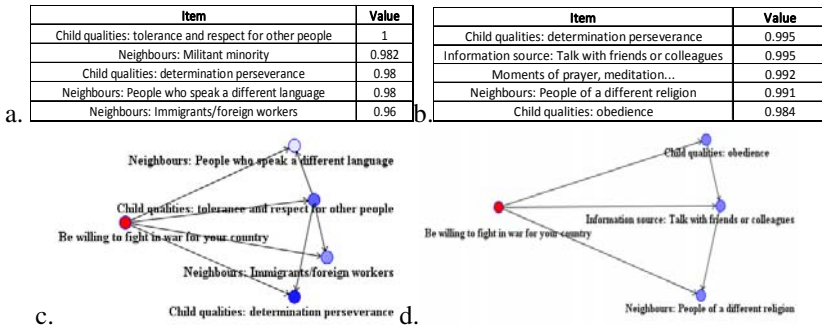 Item Value
Child qualities: tolerance and respect for other people 1
Neighbours: Militant minority 0.982
Child qualities: determination perseverance 0.98
Neighbours: People who speak a different language 0.98
Neighbours: Immigrants/foreign workers 0.96
a.
Item Value
Child qualities: determination perseverance 0.995
Information source: Talk with friends or colleagues 0.995
Moments of prayer, meditation... 0.992
Neighbours: People of a different religion 0.991
Child qualities: obedience 0.984
b.
Neighbours: People who speak a different language
Child qualities: tolerance and respect for other people
Be willing to fight in war for your country
Neighbours: Immigrants/foreign workers
Child qualities: determination perseverance
c.
Child qualities: obedience
Information source: Talk with friends or colleagues
Be willing to fight in war for your country
Neighbours: People of a different religion
d.